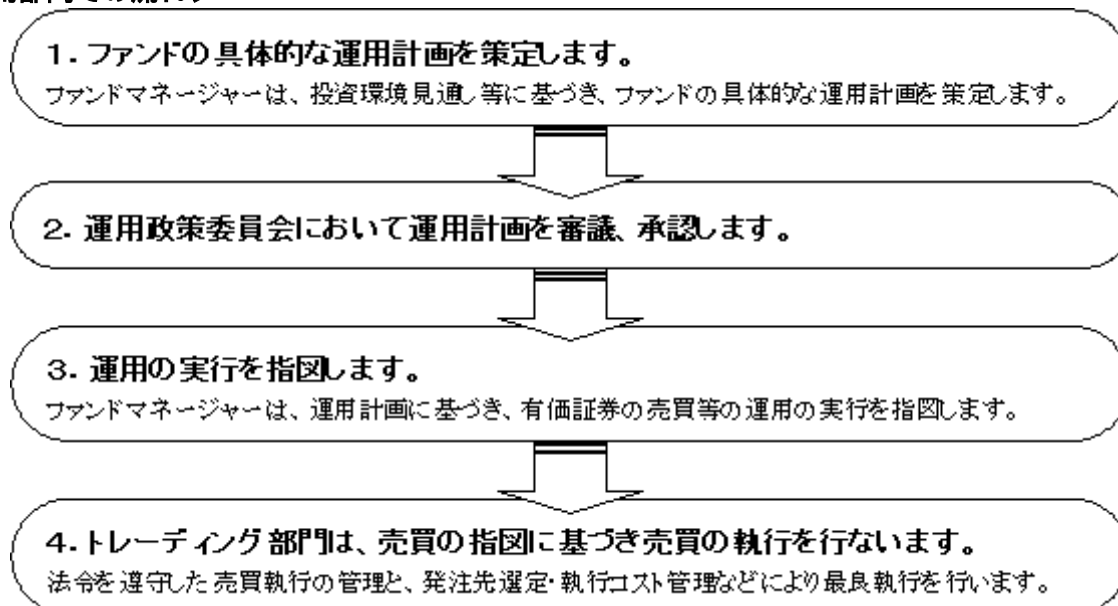 1. ファンドの具体的な運用計画を策定します。
ファンドマネージャーは、投資環境見通し等に基づき、ファンドの具体的な運用計画を策定します。
2. 運用政策委員会において運用計画を審議、承認します。
3. 運用の実行を指図します。
ファンドマネージャーは、運用計画に基づき、有価証券の売買等の運用の実行を指図します。
4. トレーディング部門は、売買の指図に基づき売買の執行を行ないます。
法令を遵守した売買執行の管理と、発注先選定・執行コスト管理などにより最良執行を行います。